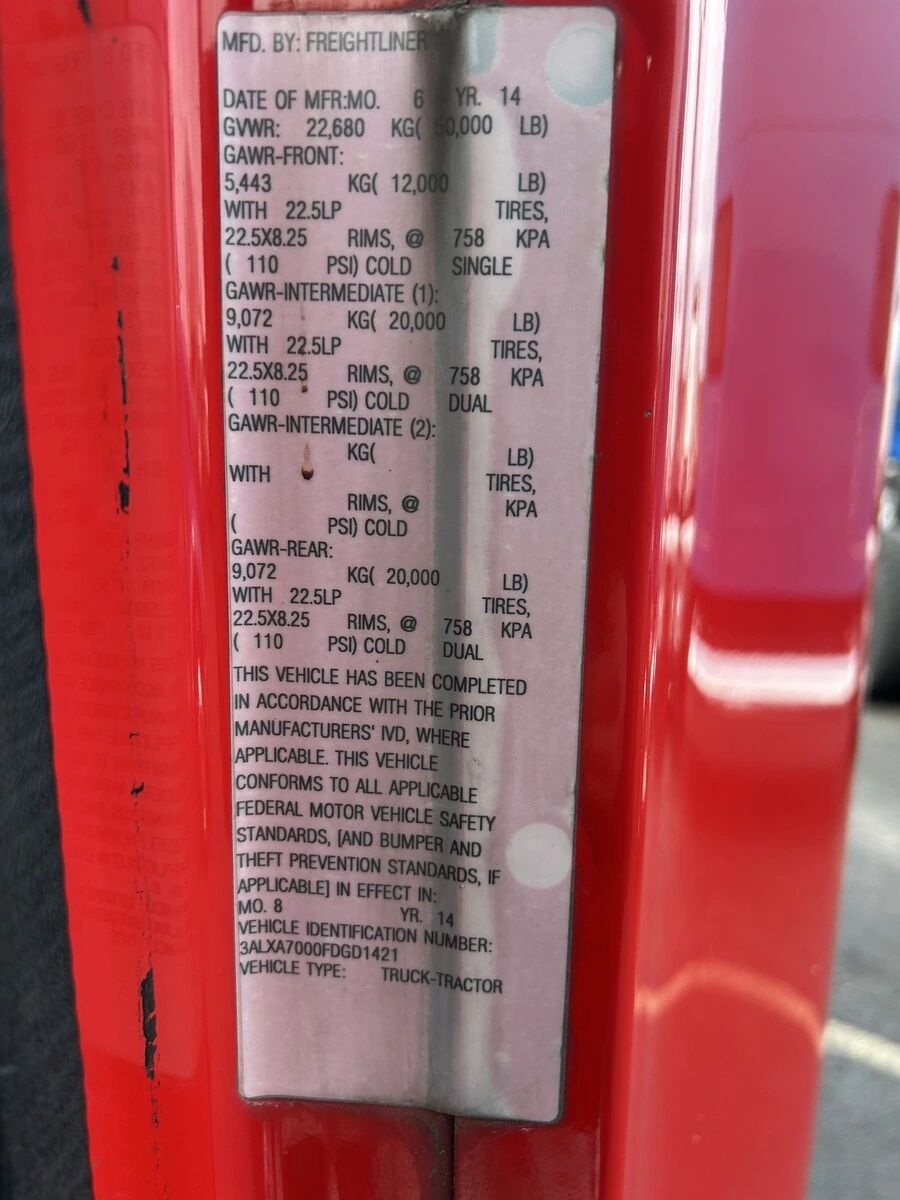 MFD. BY: FREIGHTLINER
DATE OF MFR:MO. 6 YR. 14
GVWR: 22,680 KG( 50,000 LB)
GAWR-FRONT:
5,443 KG( 12,000 LB)
WITH 22.5LP TIRES,
22.5X8.25 RIMS, @ 758 KPA
( 110 PSI) COLD SINGLE
GAWR-INTERMEDIATE (1):
9,072 KG( 20,000 LB)
WITH 22.5LP TIRES,
22.5X8.25 RIMS, @ 758 KPA
( 110 PSI) COLD DUAL
GAWR-INTERMEDIATE (2):
KG( LB)
WITH TIRES,
RIMS, @ KPA
( PSI) COLD
GAWR-REAR:
9,072 KG( 20,000 LB)
WITH 22.5LP TIRES,
22.5X8.25 RIMS, @ 758 KPA
( 110 PSI) COLD DUAL
THIS VEHICLE HAS BEEN COMPLETED
IN ACCORDANCE WITH THE PRIOR
MANUFACTURERS' IVD, WHERE
APPLICABLE. THIS VEHICLE
CONFORMS TO ALL APPLICABLE
FEDERAL MOTOR VEHICLE SAFETY
STANDARDS, [AND BUMPER AND
THEFT PREVENTION STANDARDS, IF
APPLICABLE] IN EFFECT IN:
MO. 8 YR. 14
VEHICLE IDENTIFICATION NUMBER:
3ALXA7000FDGD1421
VEHICLE TYPE: TRUCK-TRACTOR